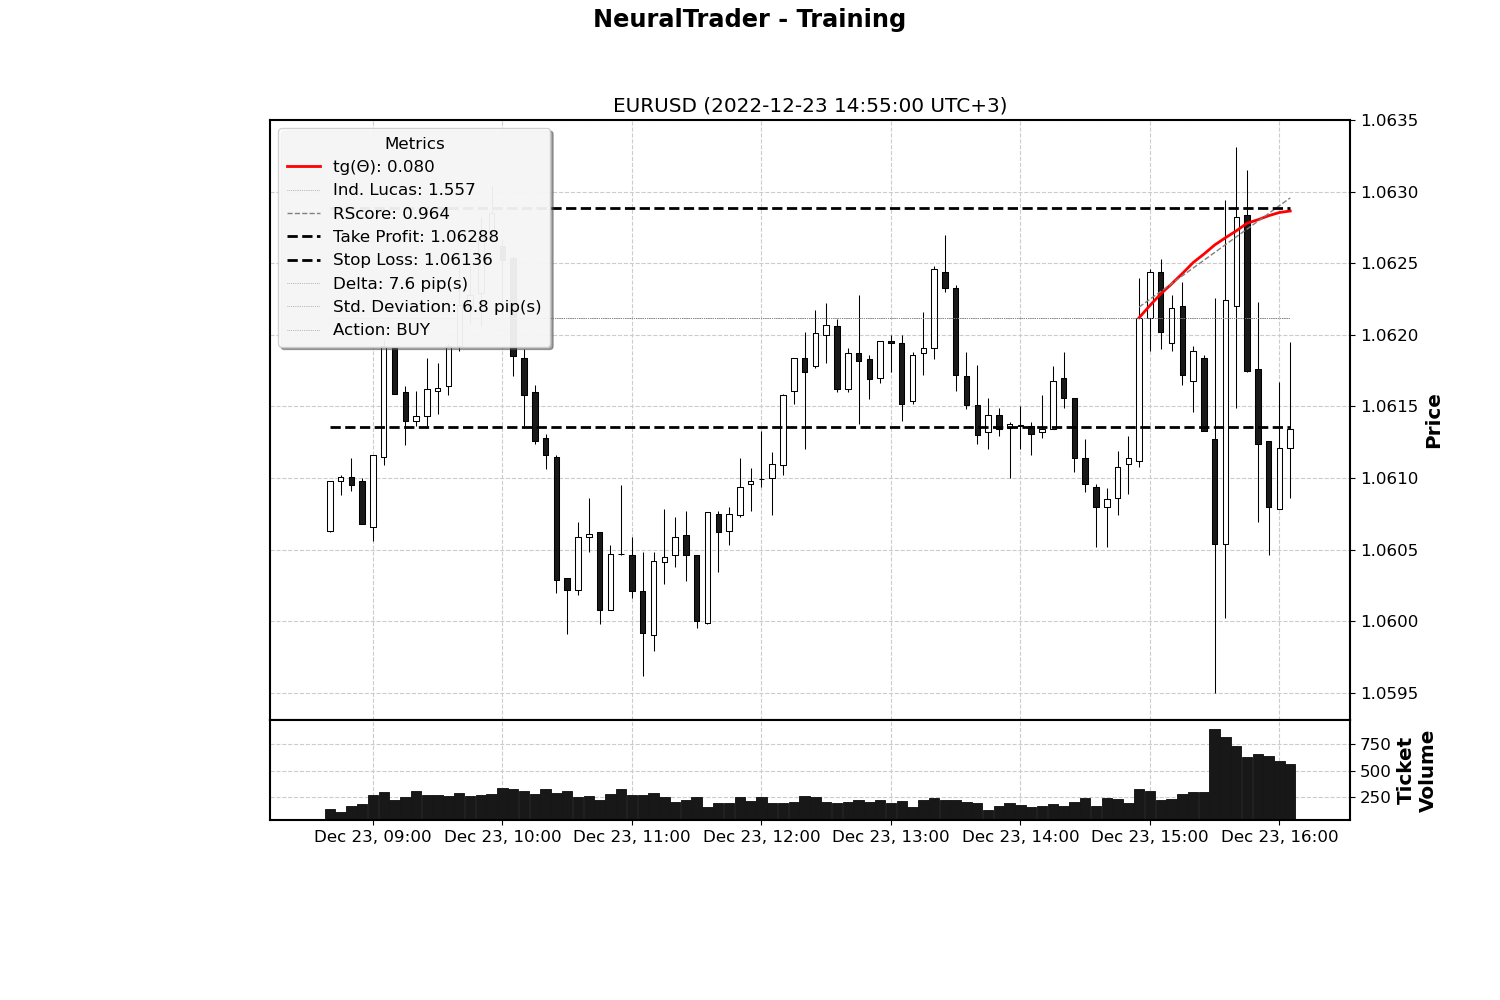 NeuralTrader - Training
EURUSD (2022-12-23 14:55:00 UTC+3)
Metrics
tg(Θ): 0.080
Ind. Lucas: 1.557
RScore: 0.964
Take Profit: 1.06288
Stop Loss: 1.06136
Delta: 7.6 pip(s)
Std. Deviation: 6.8 pip(s)
Action: BUY
1.0635
1.0630
1.0625
1.0620
1.0615
1.0610
1.0605
1.0600
1.0595
Price
750
500
250
Ticket
Volume
Dec 23, 09:00
Dec 23, 10:00
Dec 23, 11:00
Dec 23, 12:00
Dec 23, 13:00
Dec 23, 14:00
Dec 23, 15:00
Dec 23, 16:00